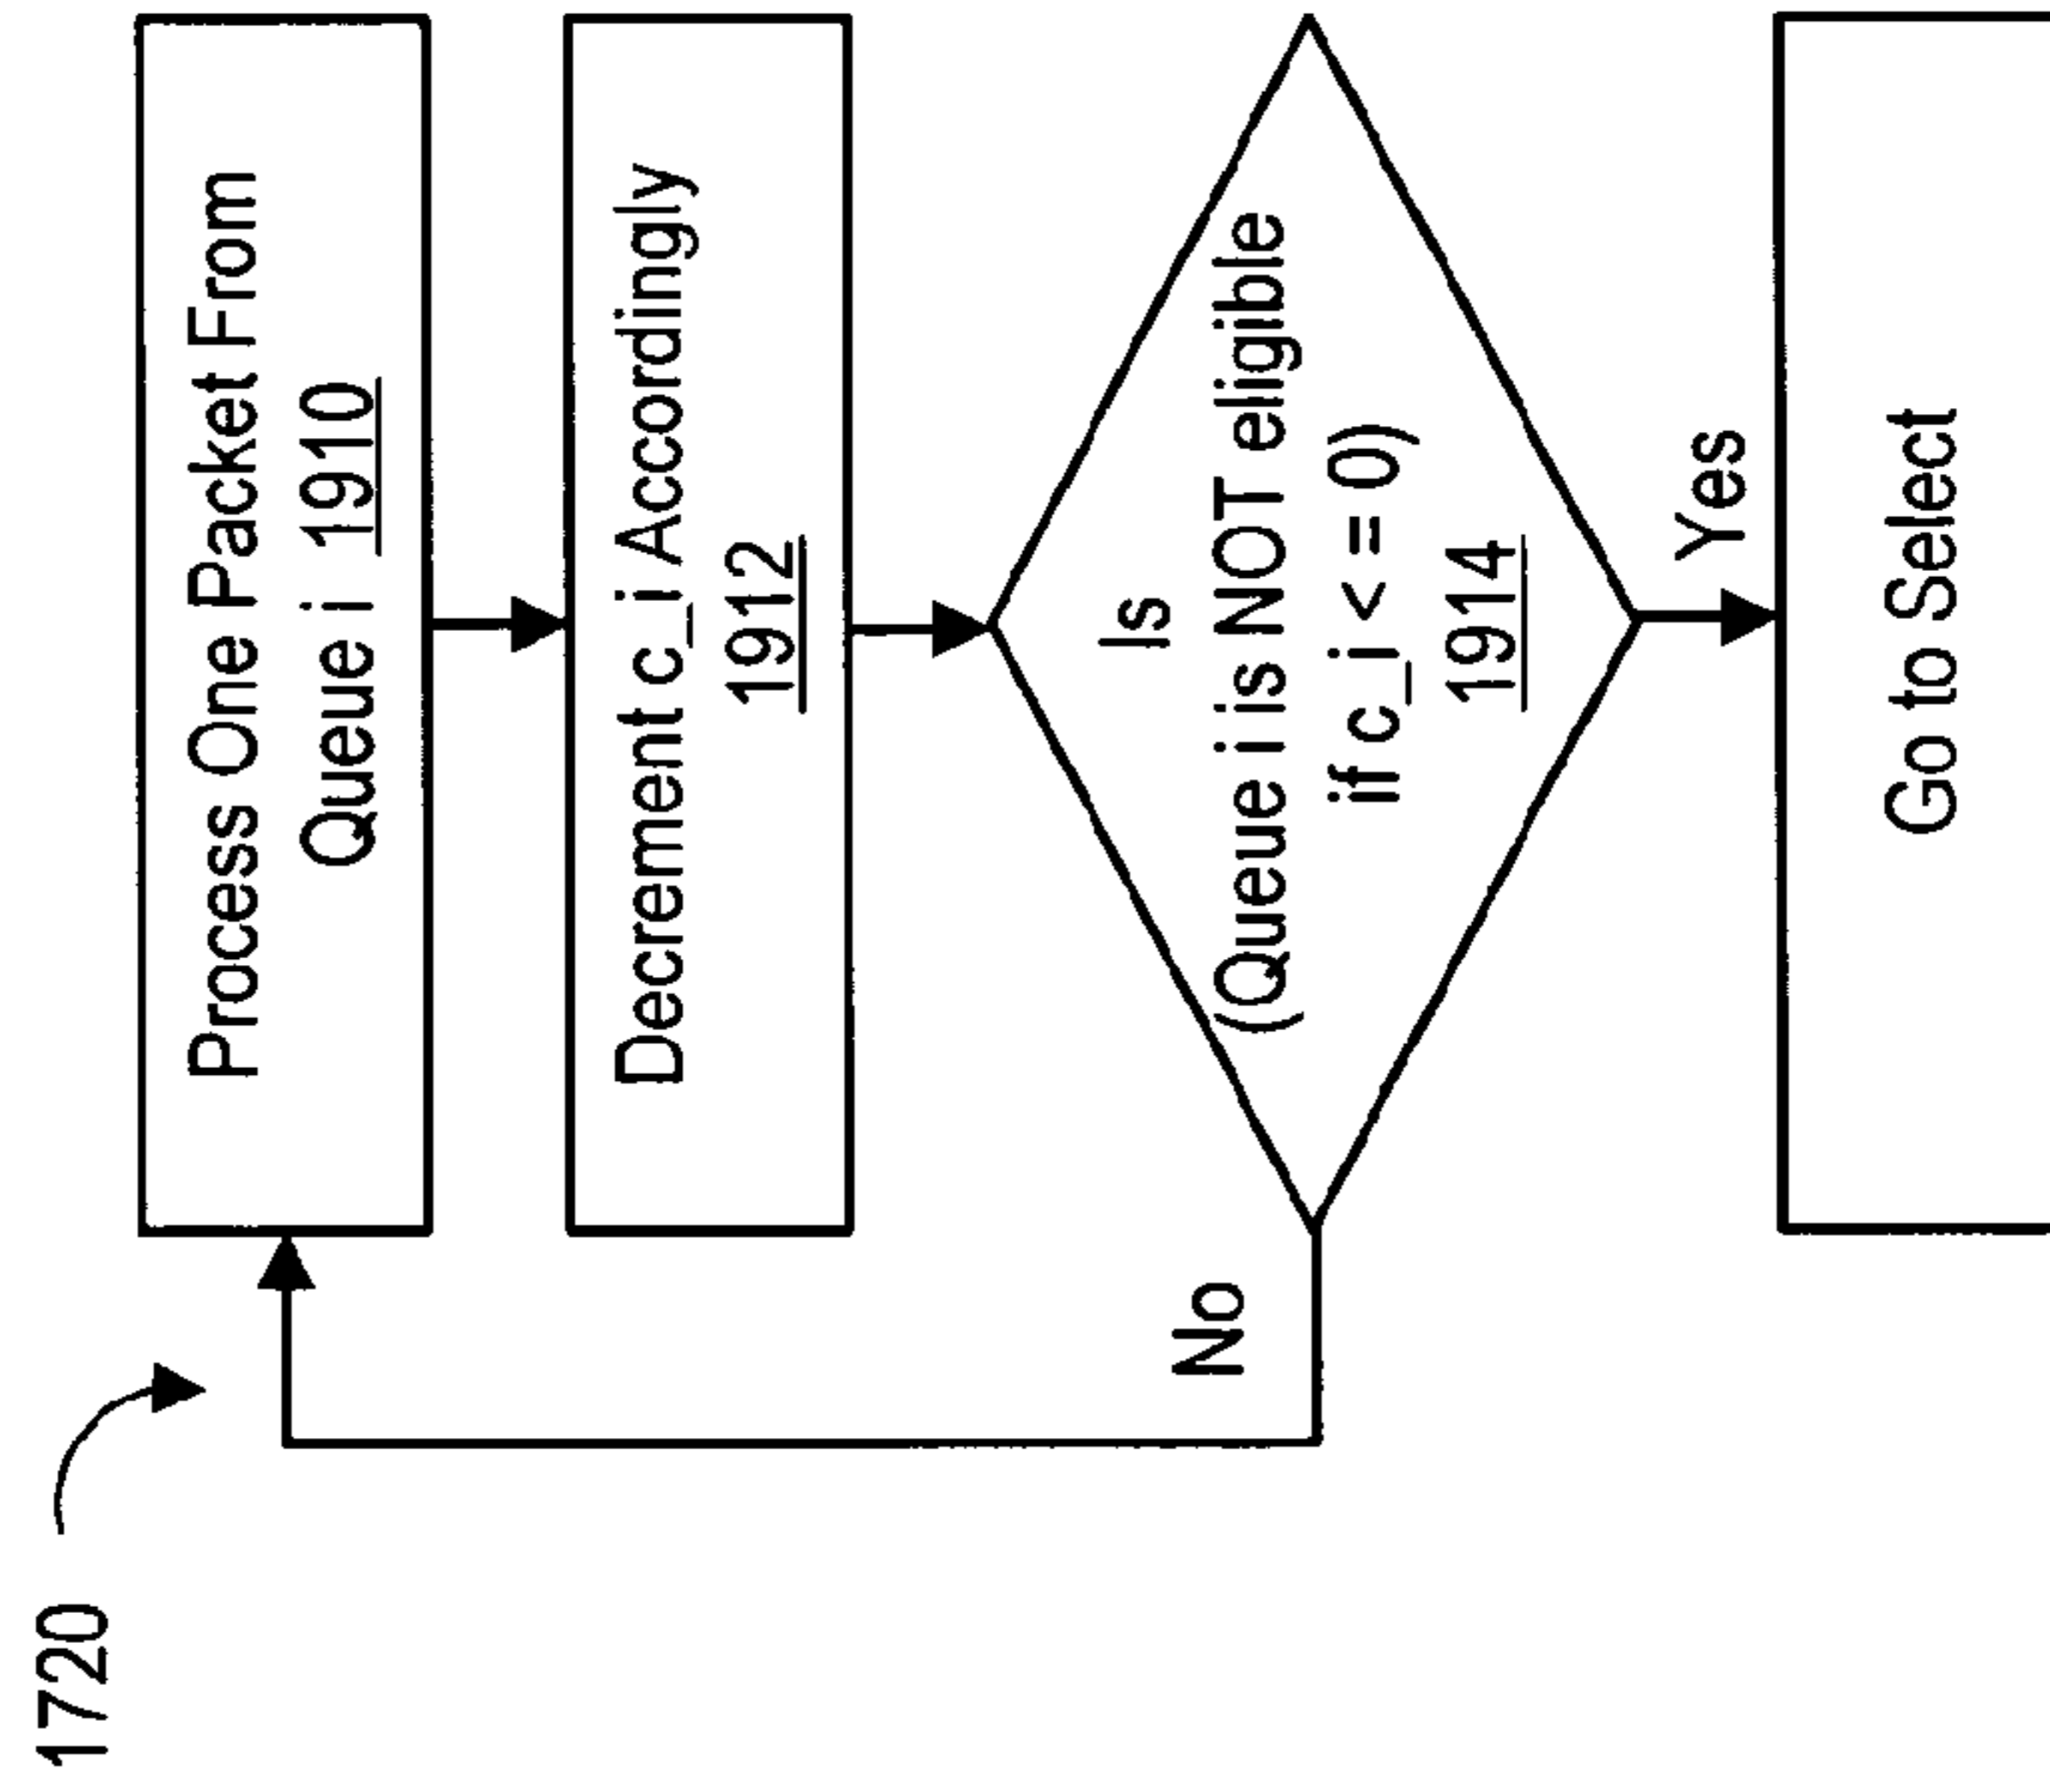 1720
Process One Packet From
Queue i 1910
Decrement c_i Accordingly
1912
Is
(Queue i is NOT eligible
if c_i < = 0)
1914
No
Yes
Go to Select